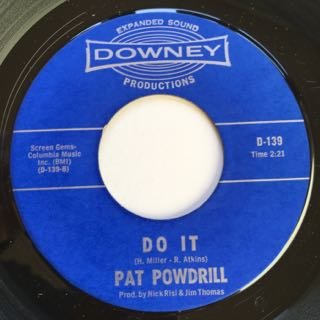 EXPANDED SOUND
DOWNEY
PRODUCTIONS
Screen Gems-
Columbia Music
Inc. (BMI)
(D-139-B)
D-139
Time 2:21
DO IT
(H. Miller - R. Atkins)
PAT POWDRILL
Prod. by Nick Risi & Jim Thomas